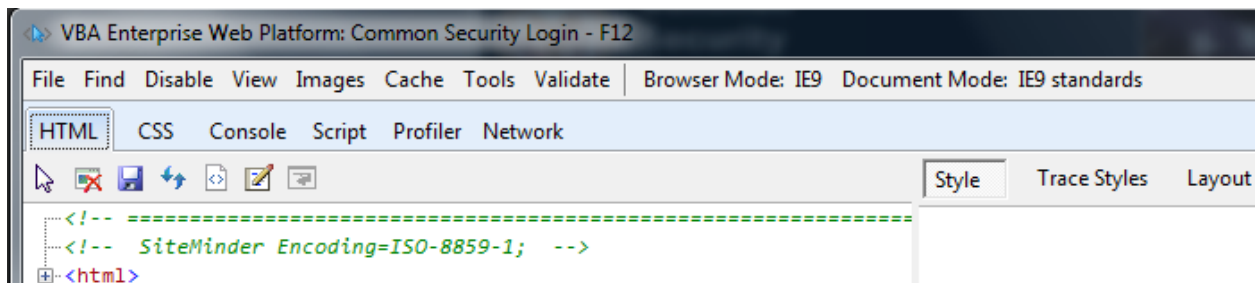 VBA Enterprise Web Platform: Common Security Login - F12
File Find Disable View Images Cache Tools Validate Browser Mode: IE9 Document Mode: IE9 standards
HTML CSS Console Script Profiler Network
Style Trace Styles Layout
<!-- ===============================================================
<!-- SiteMinder Encoding=ISO-8859-1; -->
<html>